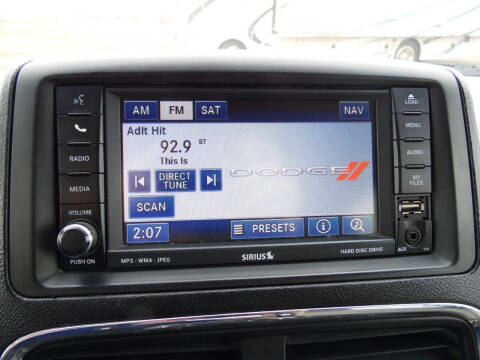 AM FM SAT NAV
Adlt Hit
92.9 ST
This Is
DIRECT
TUNE
DODGE
SCAN
2:07 PRESETS
RADIO
MEDIA
VOLUME
PUSH ON
LOAD
MENU
AUDIO
MY
FILES
AUX
MP3 · WMA · JPEG
SIRIUS
HARD DISC DRIVE